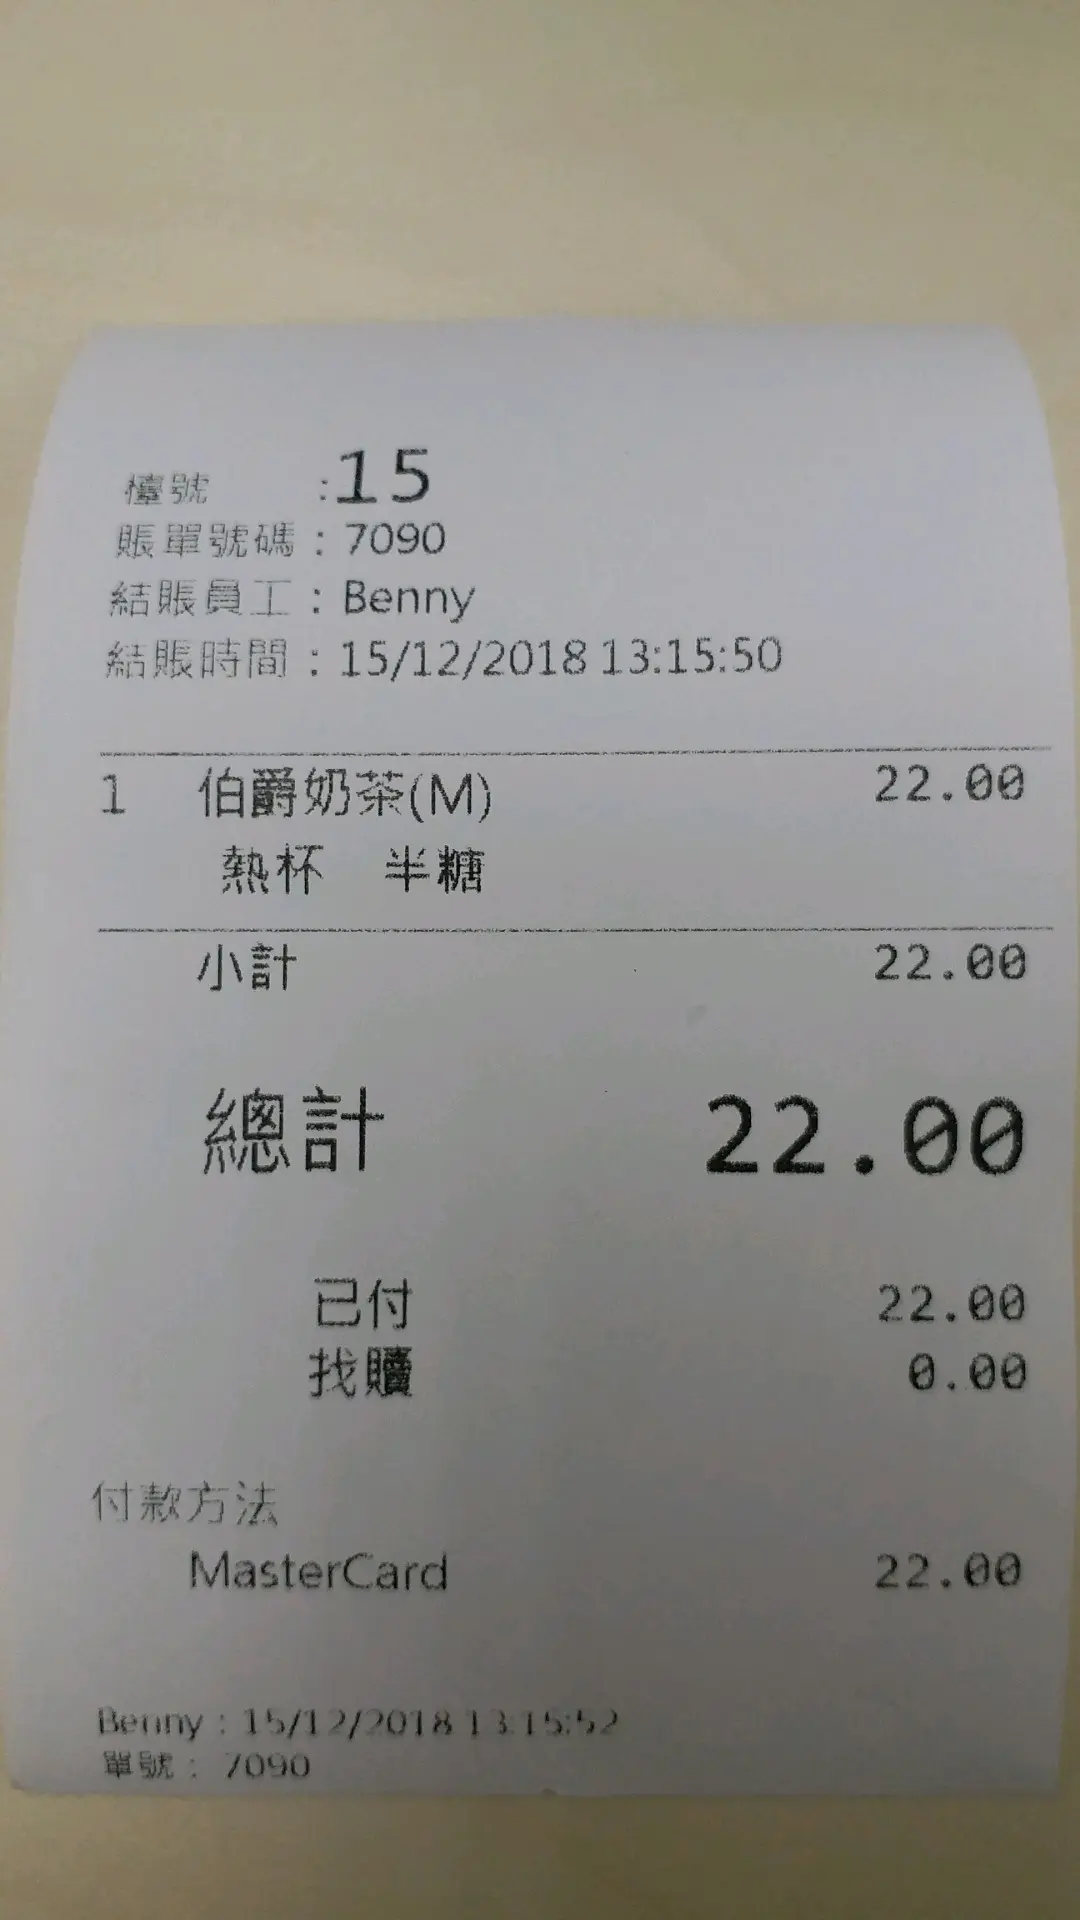 檯號 :15
賬單號碼 : 7090
結賬員工 : Benny
結賬時間 : 15/12/2018 13:15:50
1 伯爵奶茶(M) 22.00
熱杯 半糖
小計 22.00
總計 22.00
已付 22.00
找贖 0.00
付款方法
MasterCard 22.00
Benny : 15/12/2018 13:15:52
單號 : 7090